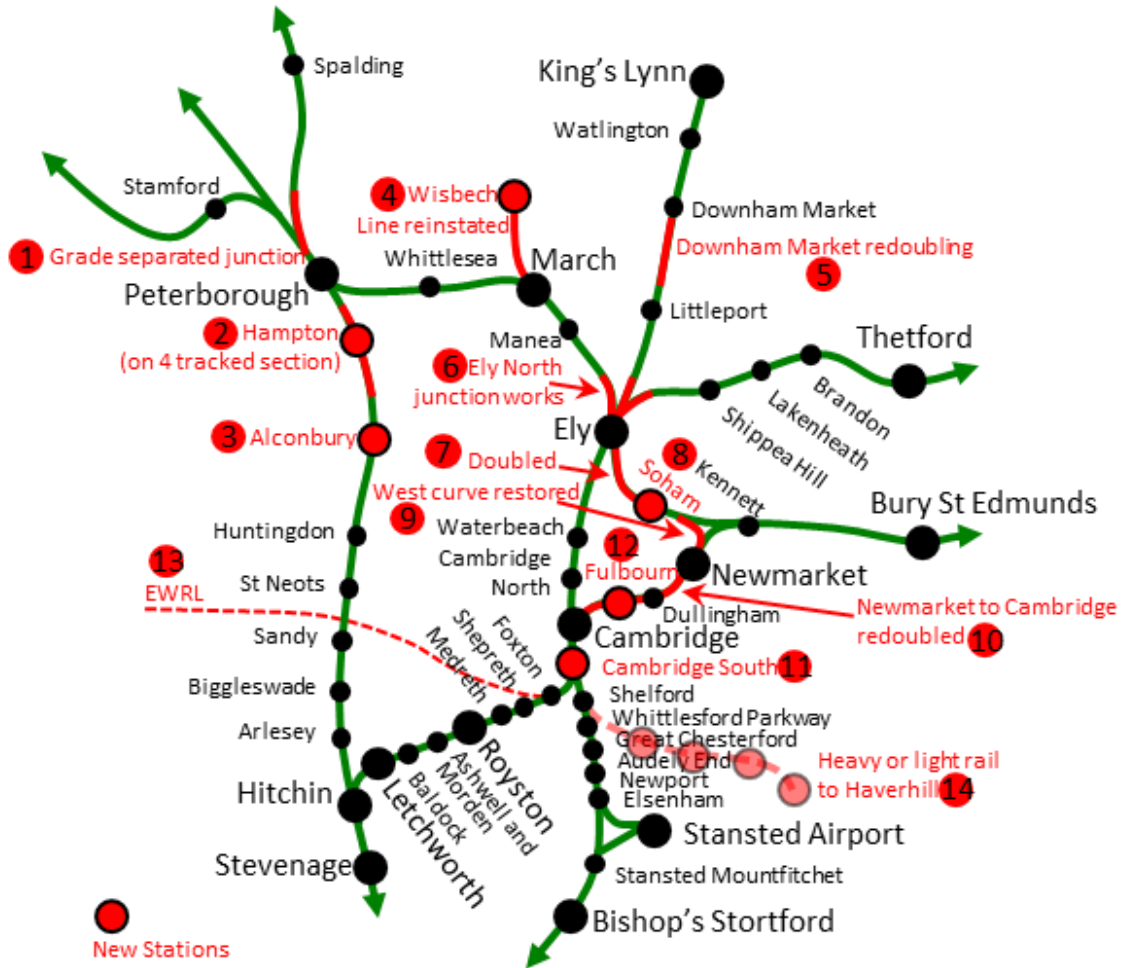 Spalding
King's Lynn
Watlington
Stamford
4 Wisbech
Line reinstated
Downham Market
1 Grade separated junction
Whittlesea
March
Downham Market redoubling
5
Peterborough
Littleport
2 Hampton
(on 4 tracked section)
Manea
Thetford
6 Ely North
junction works
Brandon
Lakenheath
Shippea Hill
3 Alconbury
Ely
7 Doubled
8
Soham
Kennett
West curve restored
Bury St Edmunds
9
Huntingdon
Waterbeach
12
Fulbourn
13
EWRL
St Neots
Cambridge
North
Newmarket
Dullingham
Newmarket to Cambridge
redoubled 10
Sandy
Foxton
Shepreth
Medreth
Cambridge
Cambridge South 11
Biggleswade
Shelford
Arlesey
Whittlesford Parkway
Great Chesterford
Audely End
Newport
Elsenham
Heavy or light rail
to Haverhill 14
Hitchin
Royston
Ashwell and
Morden
Baldock
Letchworth
Stansted Airport
Stevenage
Stansted Mountfitchet
Bishop's Stortford
New Stations